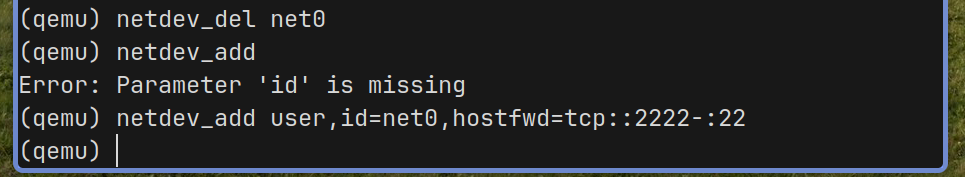 (qemu) netdev_del net0
(qemu) netdev_add
Error: Parameter 'id' is missing
(qemu) netdev_add user,id=net0,hostfwd=tcp::2222-:22
(qemu)